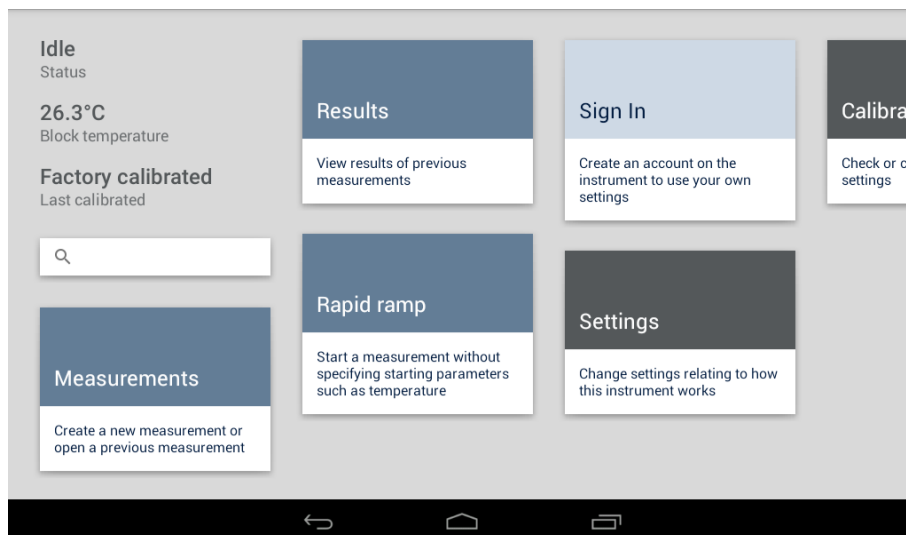 Idle
Status
26.3°C
Block temperature
Factory calibrated
Last calibrated
Measurements
Create a new measurement or
open a previous measurement
Results
View results of previous
measurements
Rapid ramp
Start a measurement without
specifying starting parameters
such as temperature
Sign In
Create an account on the
instrument to use your own
settings
Settings
Change settings relating to how
this instrument works
Calibra
Check or c
settings